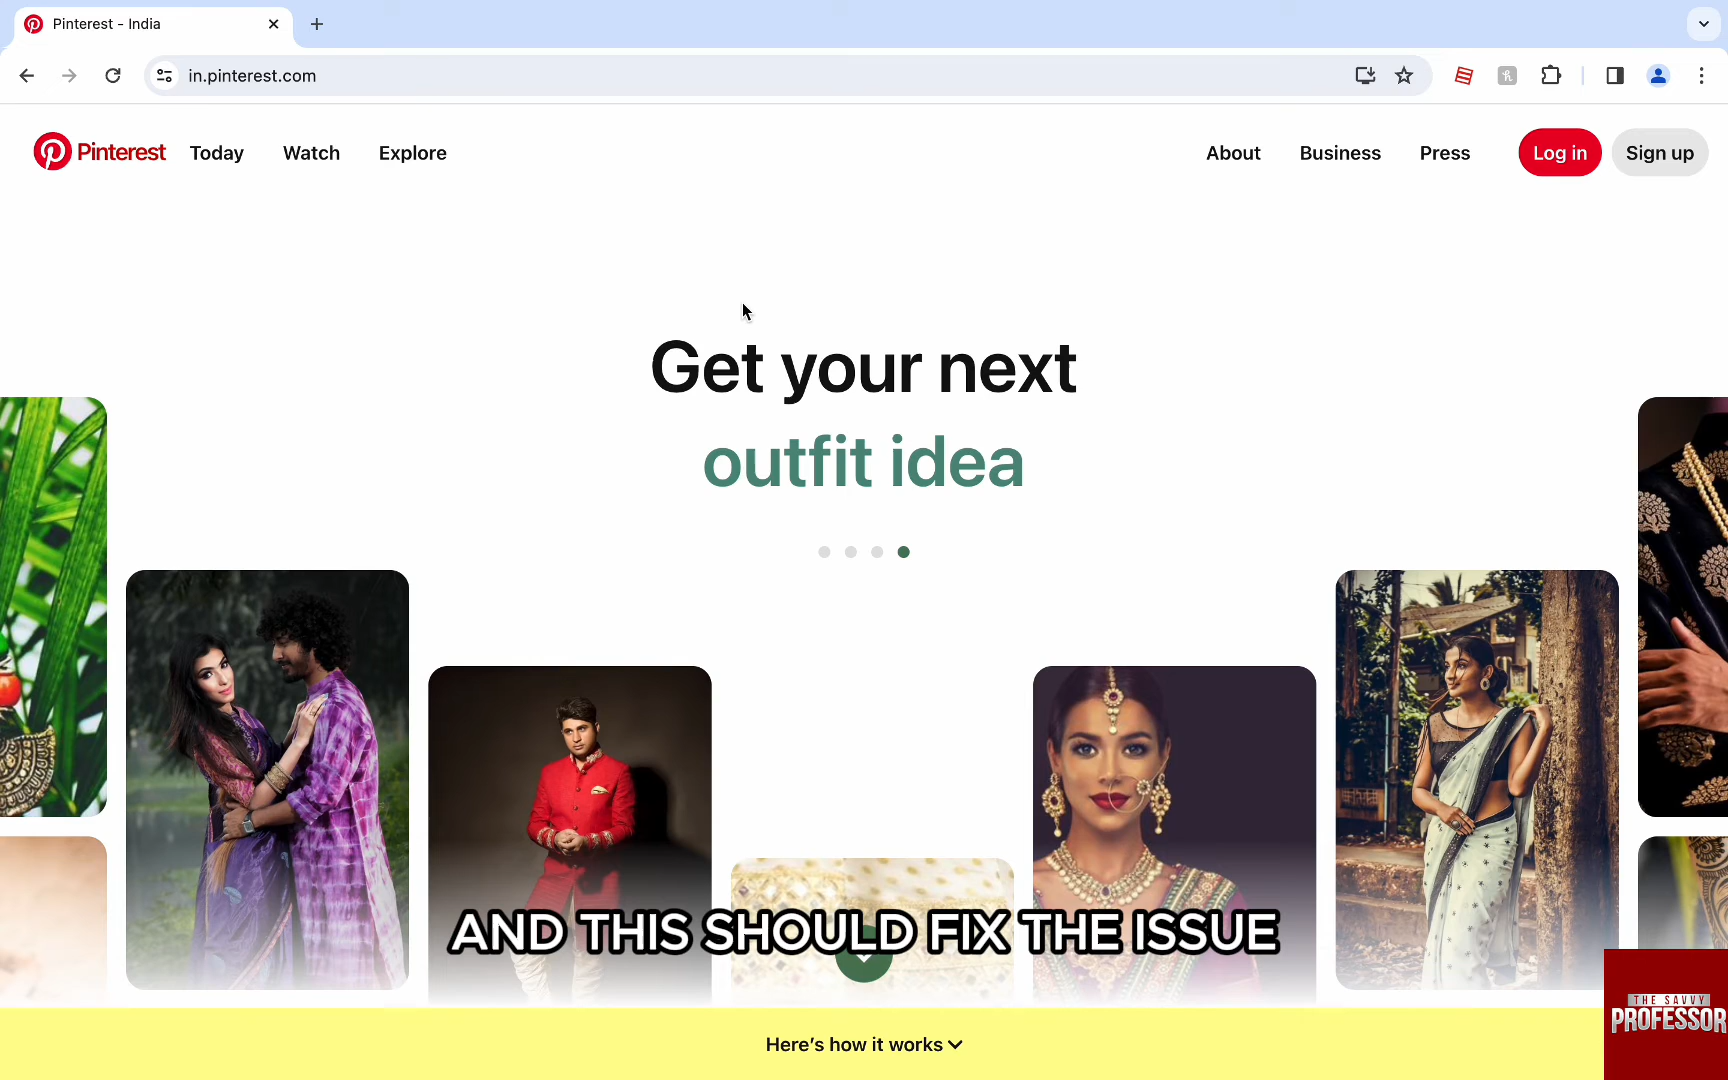 Pinterest - India
in.pinterest.com
Pinterest
Today
Watch
Explore
About
Business
Press
Log in
Sign up
Get your next
outfit idea
AND THIS SHOULD FIX THE ISSUE
Here's how it works
THE SAVVY
PROFESSOR